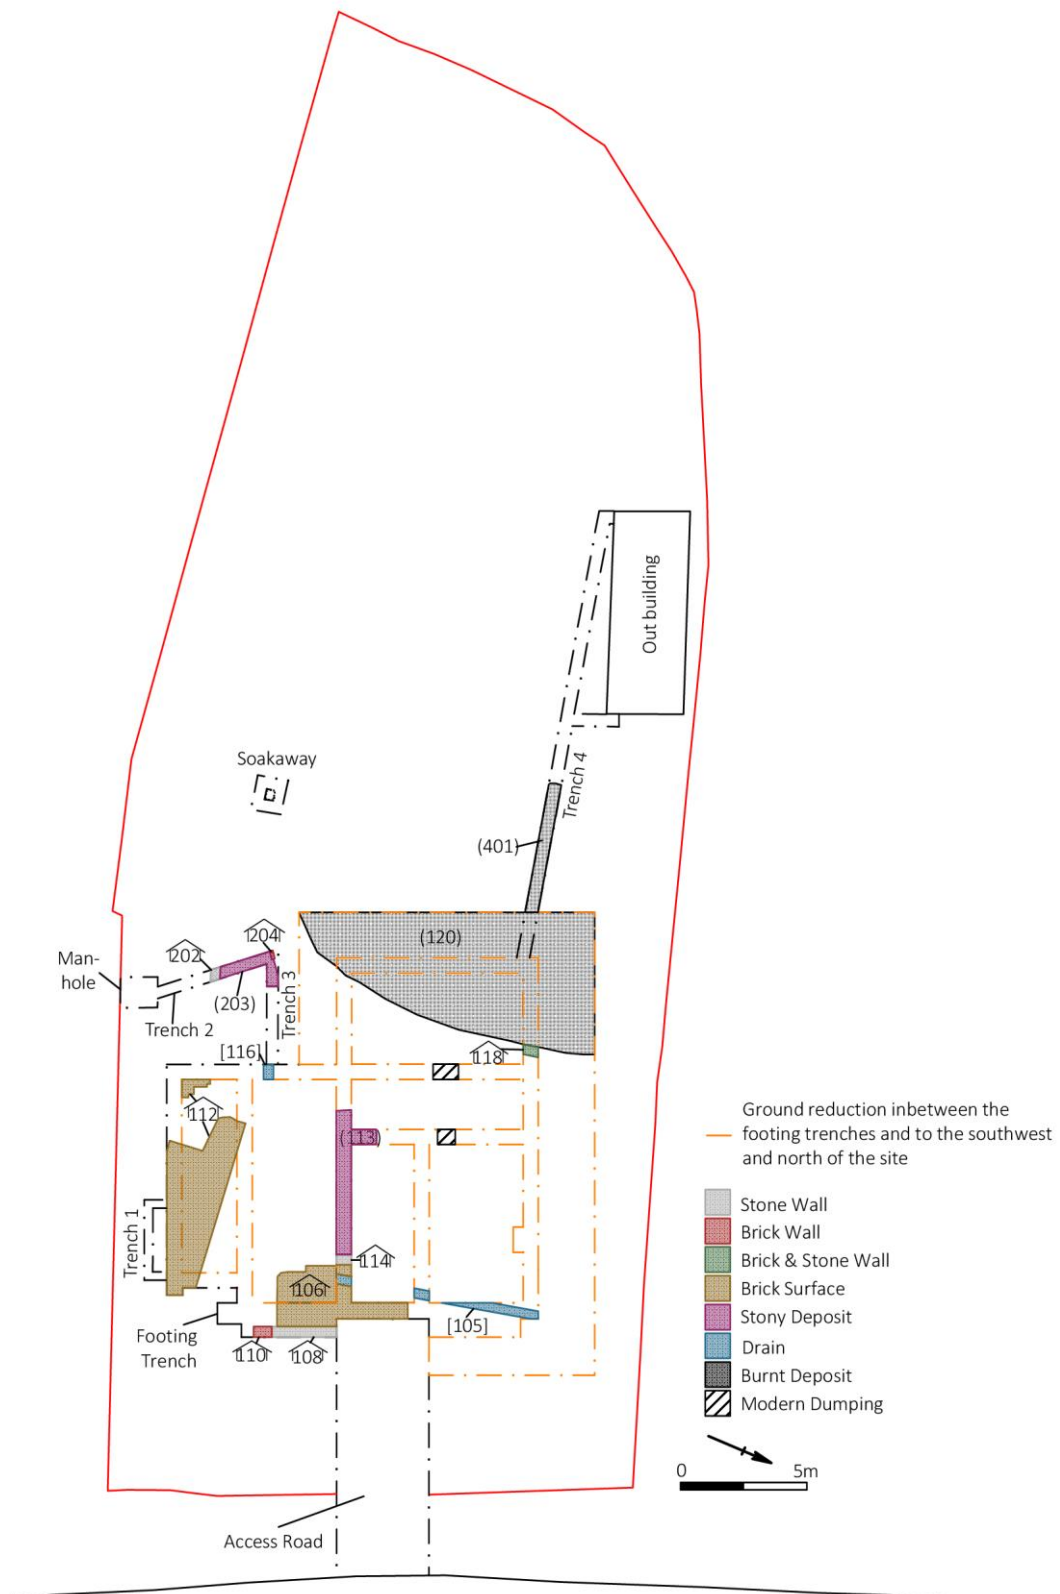 Out building
Soakaway
Trench 4
(401)
(120)
204
202
Man-
hole
(203)
Trench 3
Trench 2
[116]
118
112
(113)
Ground reduction inbetween the
footing trenches and to the southwest
and north of the site
Trench 1
114
106
[105]
Footing
Trench
110
108
Stone Wall
Brick Wall
Brick & Stone Wall
Brick Surface
Stony Deposit
Drain
Burnt Deposit
Modern Dumping
0 5m
Access Road